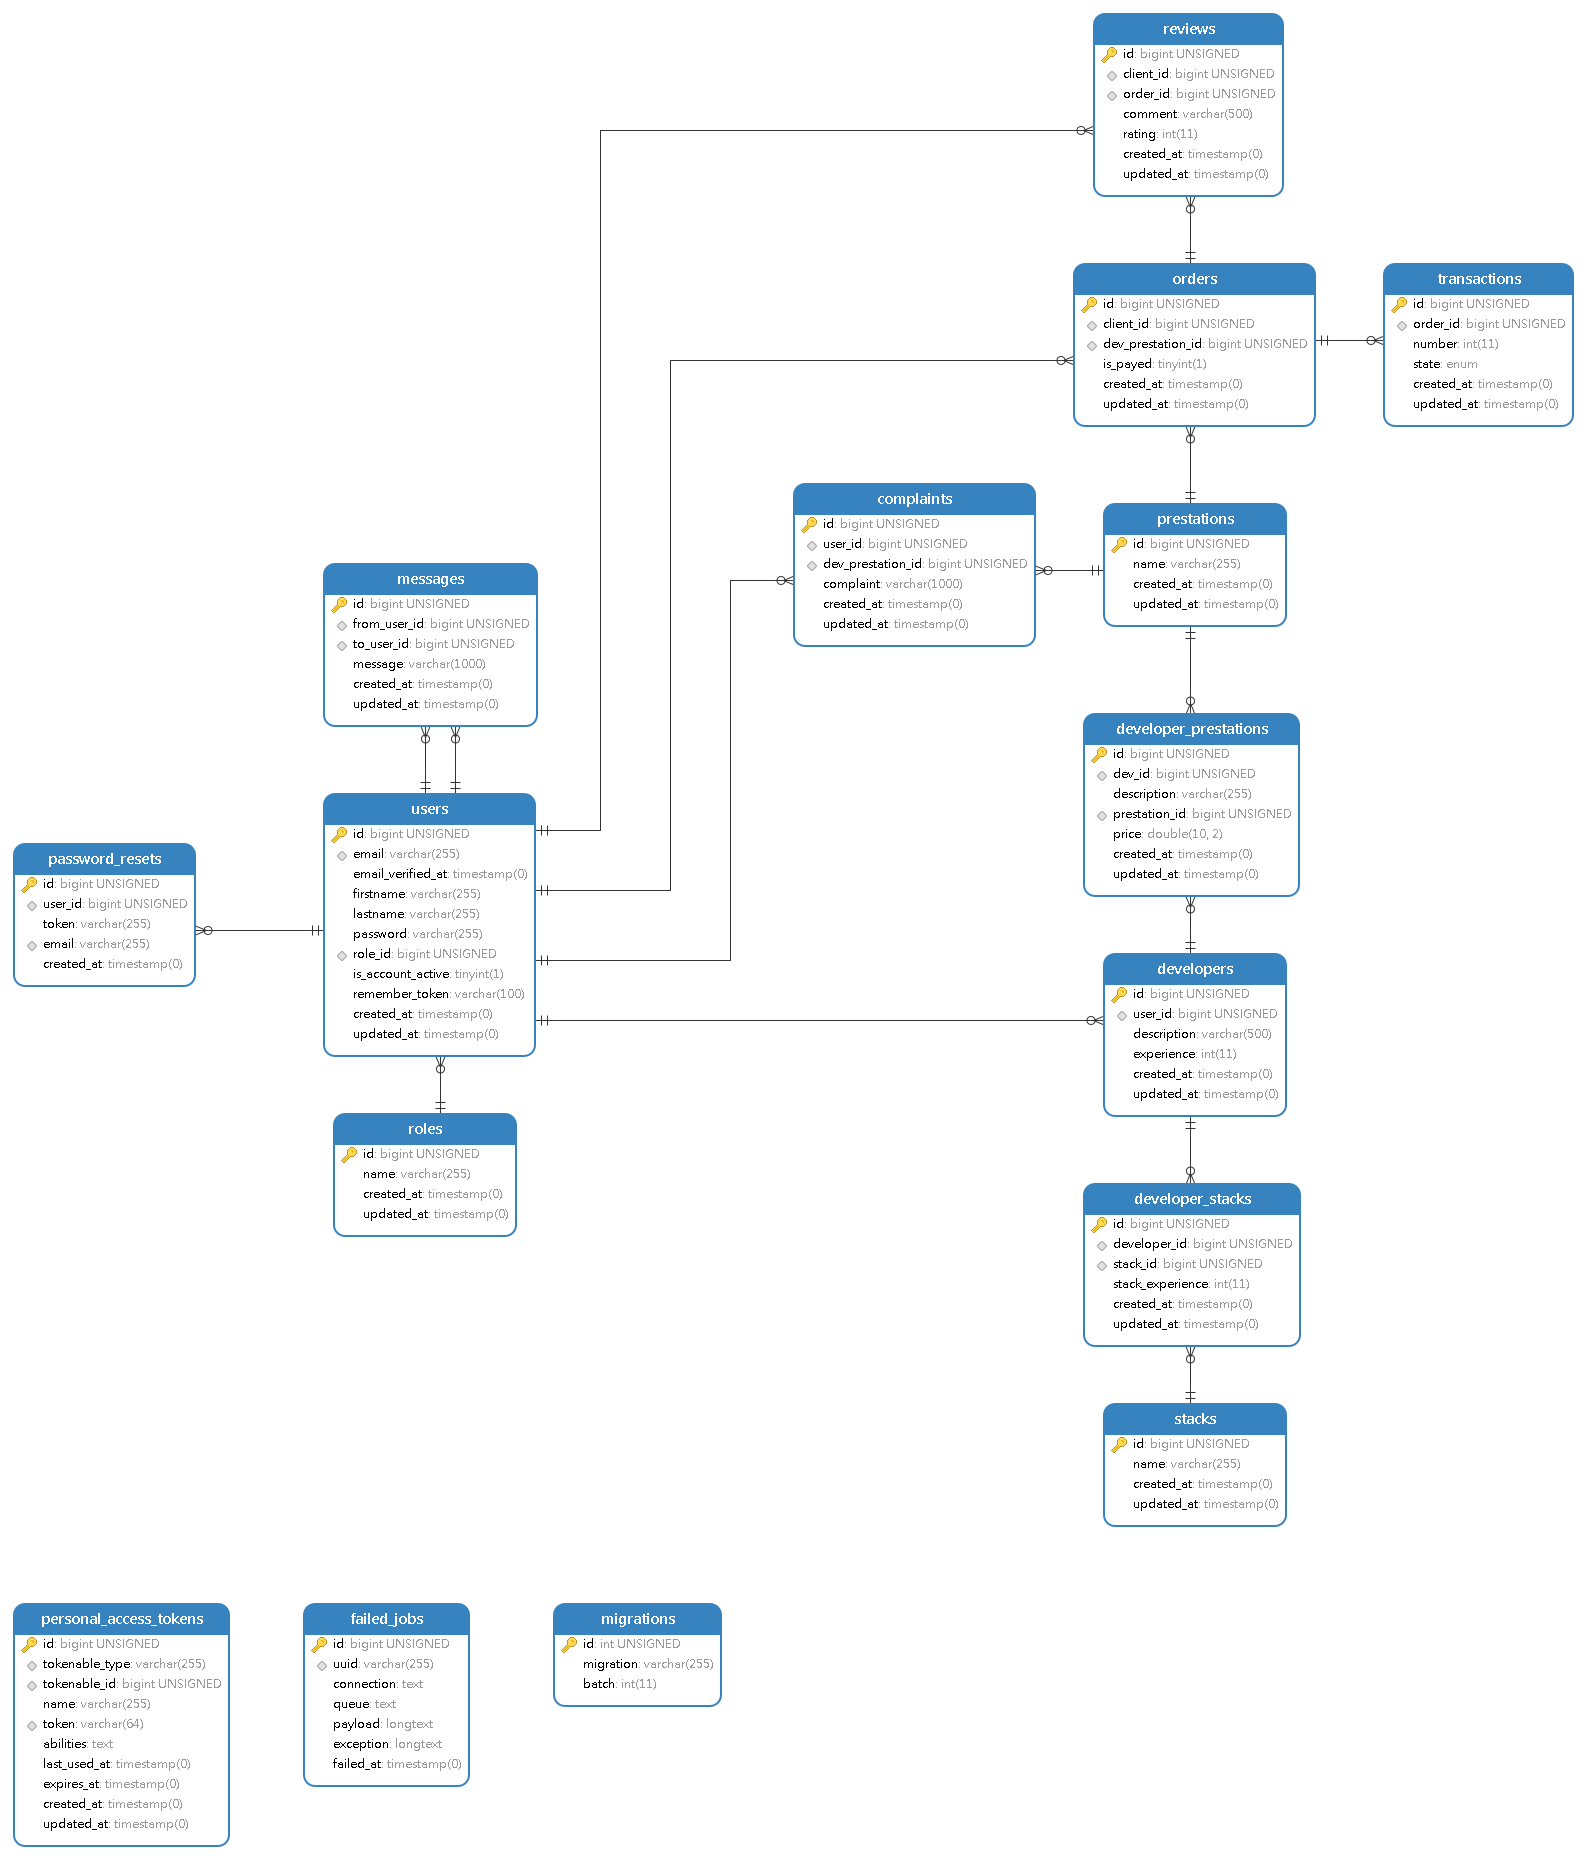 reviews
id: bigint UNSIGNED
client_id: bigint UNSIGNED
order_id: bigint UNSIGNED
comment: varchar(500)
rating: int(11)
created_at: timestamp(0)
updated_at: timestamp(0)
orders
id: bigint UNSIGNED
client_id: bigint UNSIGNED
dev_prestation_id: bigint UNSIGNED
is_payed: tinyint(1)
created_at: timestamp(0)
updated_at: timestamp(0)
transactions
id: bigint UNSIGNED
order_id: bigint UNSIGNED
number: int(11)
state: enum
created_at: timestamp(0)
updated_at: timestamp(0)
complaints
id: bigint UNSIGNED
user_id: bigint UNSIGNED
dev_prestation_id: bigint UNSIGNED
complaint: varchar(1000)
created_at: timestamp(0)
updated_at: timestamp(0)
prestations
id: bigint UNSIGNED
name: varchar(255)
created_at: timestamp(0)
updated_at: timestamp(0)
messages
id: bigint UNSIGNED
from_user_id: bigint UNSIGNED
to_user_id: bigint UNSIGNED
message: varchar(1000)
created_at: timestamp(0)
updated_at: timestamp(0)
developer_prestations
id: bigint UNSIGNED
dev_id: bigint UNSIGNED
description: varchar(255)
prestation_id: bigint UNSIGNED
price: double(10, 2)
created_at: timestamp(0)
updated_at: timestamp(0)
users
id: bigint UNSIGNED
email: varchar(255)
email_verified_at: timestamp(0)
firstname: varchar(255)
lastname: varchar(255)
password: varchar(255)
role_id: bigint UNSIGNED
is_account_active: tinyint(1)
remember_token: varchar(100)
created_at: timestamp(0)
updated_at: timestamp(0)
password_resets
id: bigint UNSIGNED
user_id: bigint UNSIGNED
token: varchar(255)
email: varchar(255)
created_at: timestamp(0)
developers
id: bigint UNSIGNED
user_id: bigint UNSIGNED
description: varchar(500)
experience: int(11)
created_at: timestamp(0)
updated_at: timestamp(0)
roles
id: bigint UNSIGNED
name: varchar(255)
created_at: timestamp(0)
updated_at: timestamp(0)
developer_stacks
id: bigint UNSIGNED
developer_id: bigint UNSIGNED
stack_id: bigint UNSIGNED
stack_experience: int(11)
created_at: timestamp(0)
updated_at: timestamp(0)
stacks
id: bigint UNSIGNED
name: varchar(255)
created_at: timestamp(0)
updated_at: timestamp(0)
personal_access_tokens
id: bigint UNSIGNED
tokenable_type: varchar(255)
tokenable_id: bigint UNSIGNED
name: varchar(255)
token: varchar(64)
abilities: text
last_used_at: timestamp(0)
expires_at: timestamp(0)
created_at: timestamp(0)
updated_at: timestamp(0)
failed_jobs
id: bigint UNSIGNED
uuid: varchar(255)
connection: text
queue: text
payload: longtext
exception: longtext
failed_at: timestamp(0)
migrations
id: int UNSIGNED
migration: varchar(255)
batch: int(11)